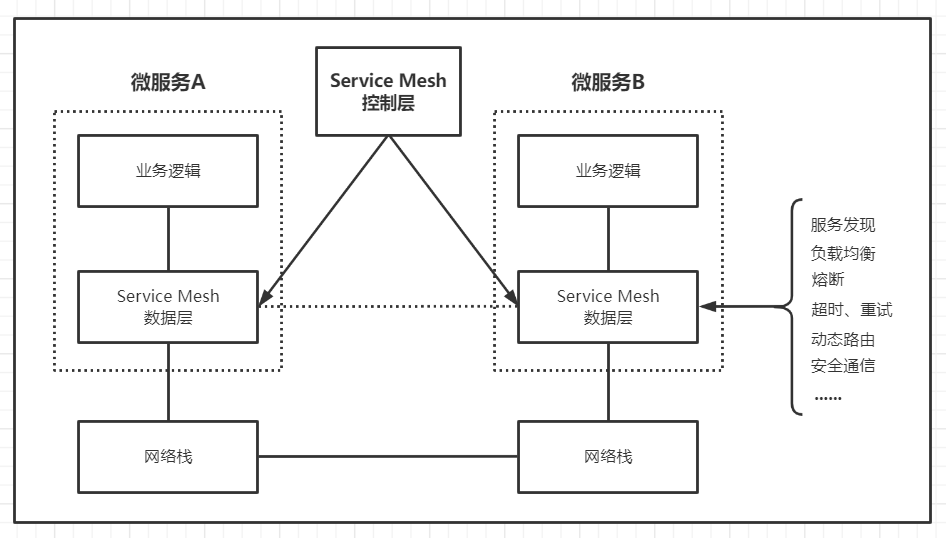 微服务A
Service Mesh
控制层
微服务B
业务逻辑
业务逻辑
Service Mesh
数据层
Service Mesh
数据层
服务发现
负载均衡
熔断
超时、重试
动态路由
安全通信
......
网络栈
网络栈